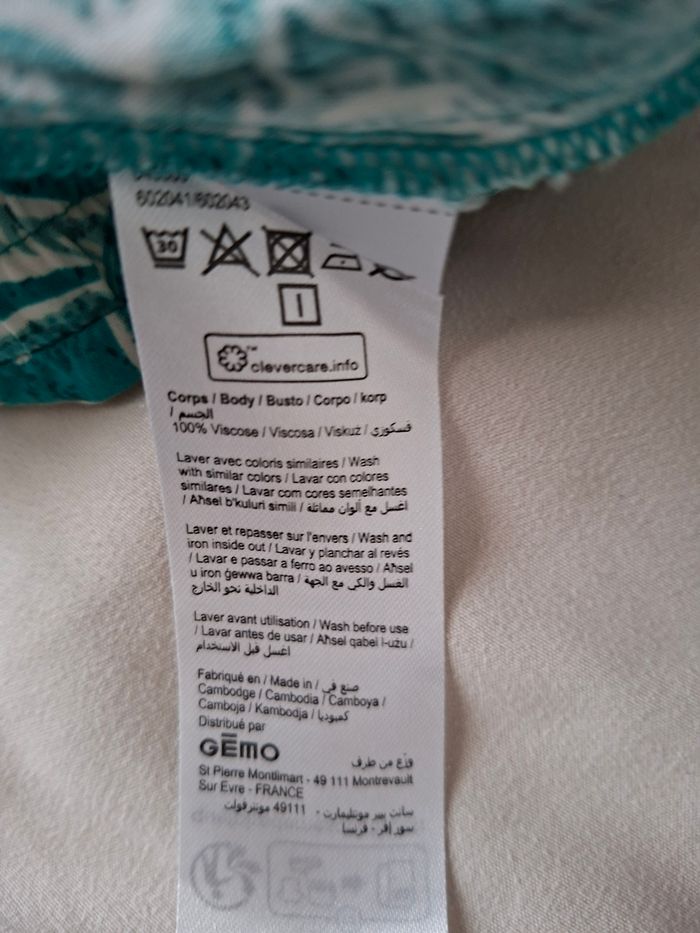 602041/602043
30
clevercare.info
Corps / Body / Busto / Corpo / korp
/ الجسم
100% Viscose / Viscosa / Viskuż / فسكوزي
Laver avec coloris similaires / Wash
with similar colors / Lavar con colores
similares / Lavar com cores semelhantes
/ Aħsel b'kuluri simili / اغسل مع ألوان مماثلة
Laver et repasser sur l'envers / Wash and
iron inside out / Lavar y planchar al revés
/ Lavar e passar a ferro ao avesso / Aħsel
u iron ġewwa barra / الغسل والكي مع الجهة
الداخلية نحو الخارج
Laver avant utilisation / Wash before use
/ Lavar antes de usar / Aħsel qabel l-użu /
اغسل قبل الاستخدام
Fabriqué en / Made in / صنع في
Cambodge / Cambodia / Camboya /
Camboja / Kambodja / كمبوديا
Distribué par
GĒMO
وزّع من طرف
St Pierre Montlimart - 49 111 Montrevault
Sur Evre - FRANCE
سانت بيير مونتليمارت - 49111 مونترفولت
سور إفر - فرنسا